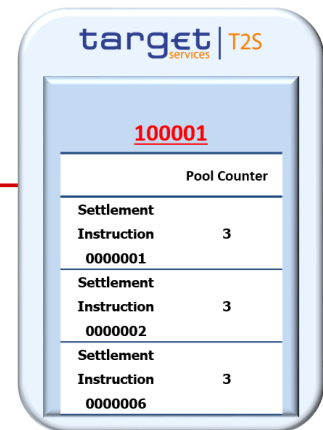 target | T2S
services
100001
Pool Counter
Settlement
Instruction 3
0000001
Settlement
Instruction 3
0000002
Settlement
Instruction 3
0000006